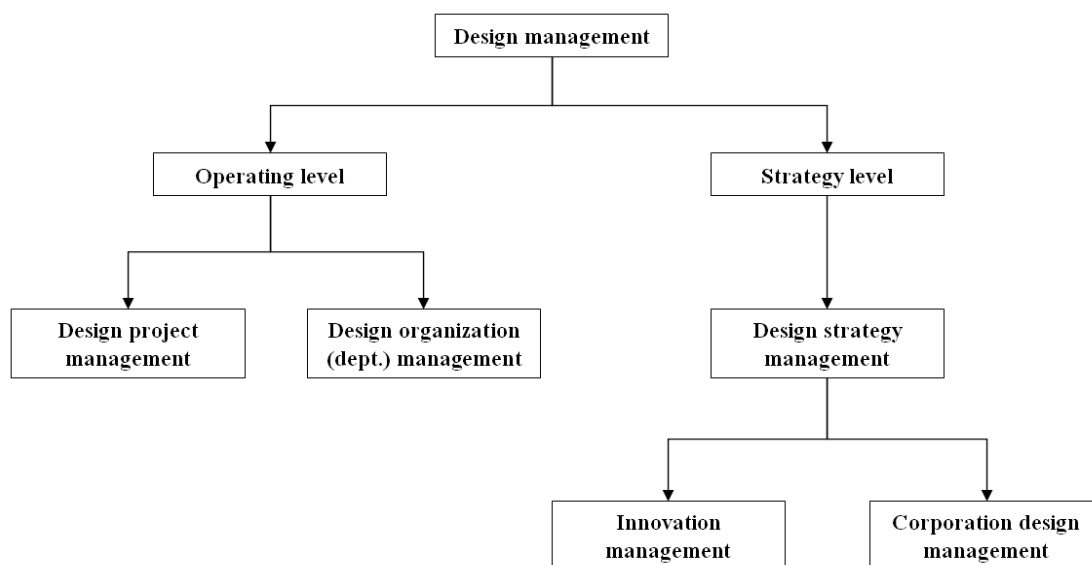 Design management
Operating level
Strategy level
Design project
management
Design organization
(dept.) management
Design strategy
management
Innovation
management
Corporation design
management